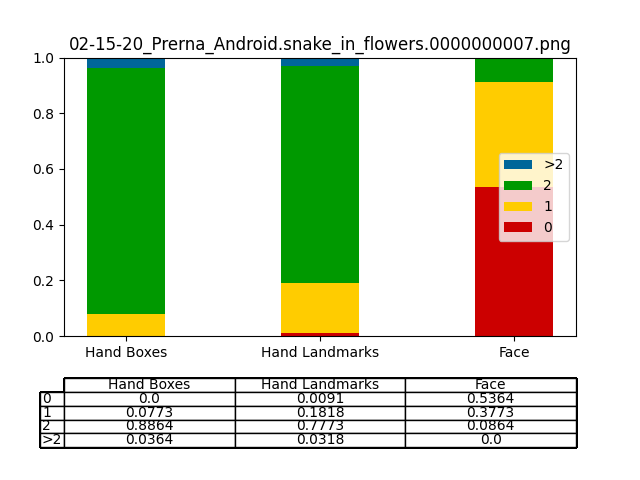 02-15-20_Prerna_Android.snake_in_flowers.0000000007.png
1.0
0.8
0.6
0.4
0.2
0.0
>2
2
1
0
Hand Boxes Hand Landmarks Face
Hand Boxes Hand Landmarks Face
0 0.0 0.0091 0.5364
1 0.0773 0.1818 0.3773
2 0.8864 0.7773 0.0864
>2 0.0364 0.0318 0.0